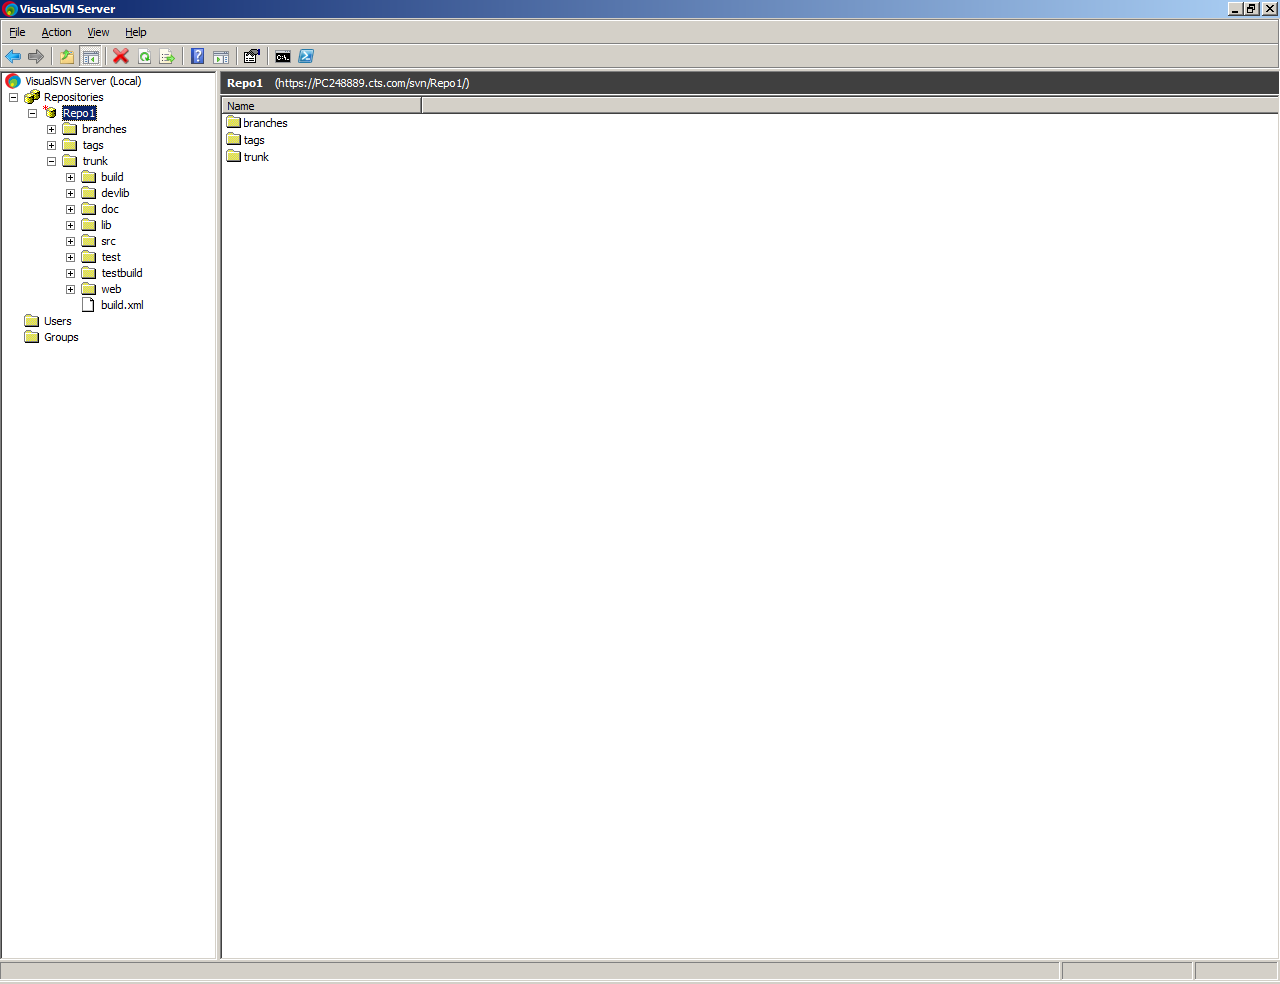 VisualSVN Server
File Action View Help
C:\.
VisualSVN Server (Local)
Repositories
Repo1
branches
tags
trunk
build
devlib
doc
lib
src
test
testbuild
web
build.xml
Users
Groups
Repo1 (https://PC248889.cts.com/svn/Repo1/)
Name
branches
tags
trunk